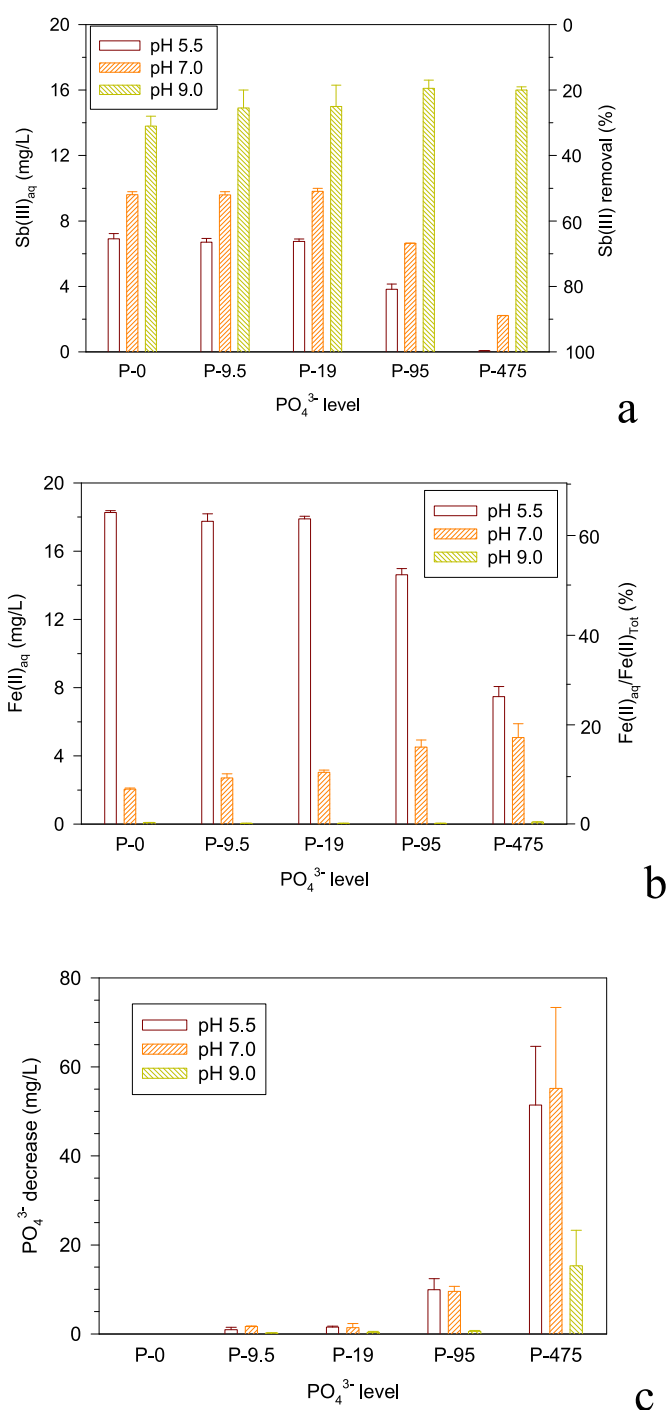 20
16
12
8
4
0
Sb(III)aq (mg/L)
pH 5.5
pH 7.0
pH 9.0
0
20
40
60
80
100
Sb(III) removal (%)
P-0 P-9.5 P-19 P-95 P-475
PO₄³⁻ level
a
20
16
12
8
4
0
Fe(II)aq (mg/L)
pH 5.5
pH 7.0
pH 9.0
60
40
20
0
Fe(II)aq/Fe(II)Tot (%)
P-0 P-9.5 P-19 P-95 P-475
PO₄³⁻ level
b
80
60
40
20
0
PO₄³⁻ decrease (mg/L)
pH 5.5
pH 7.0
pH 9.0
P-0 P-9.5 P-19 P-95 P-475
PO₄³⁻ level
c